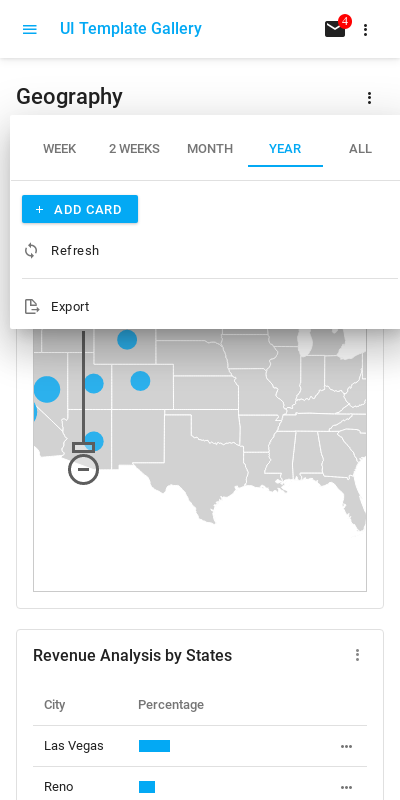 UI Template Gallery
4
Geography
WEEK 2 WEEKS MONTH YEAR ALL
ADD CARD
Refresh
Export
Revenue Analysis by States
City Percentage
Las Vegas
Reno